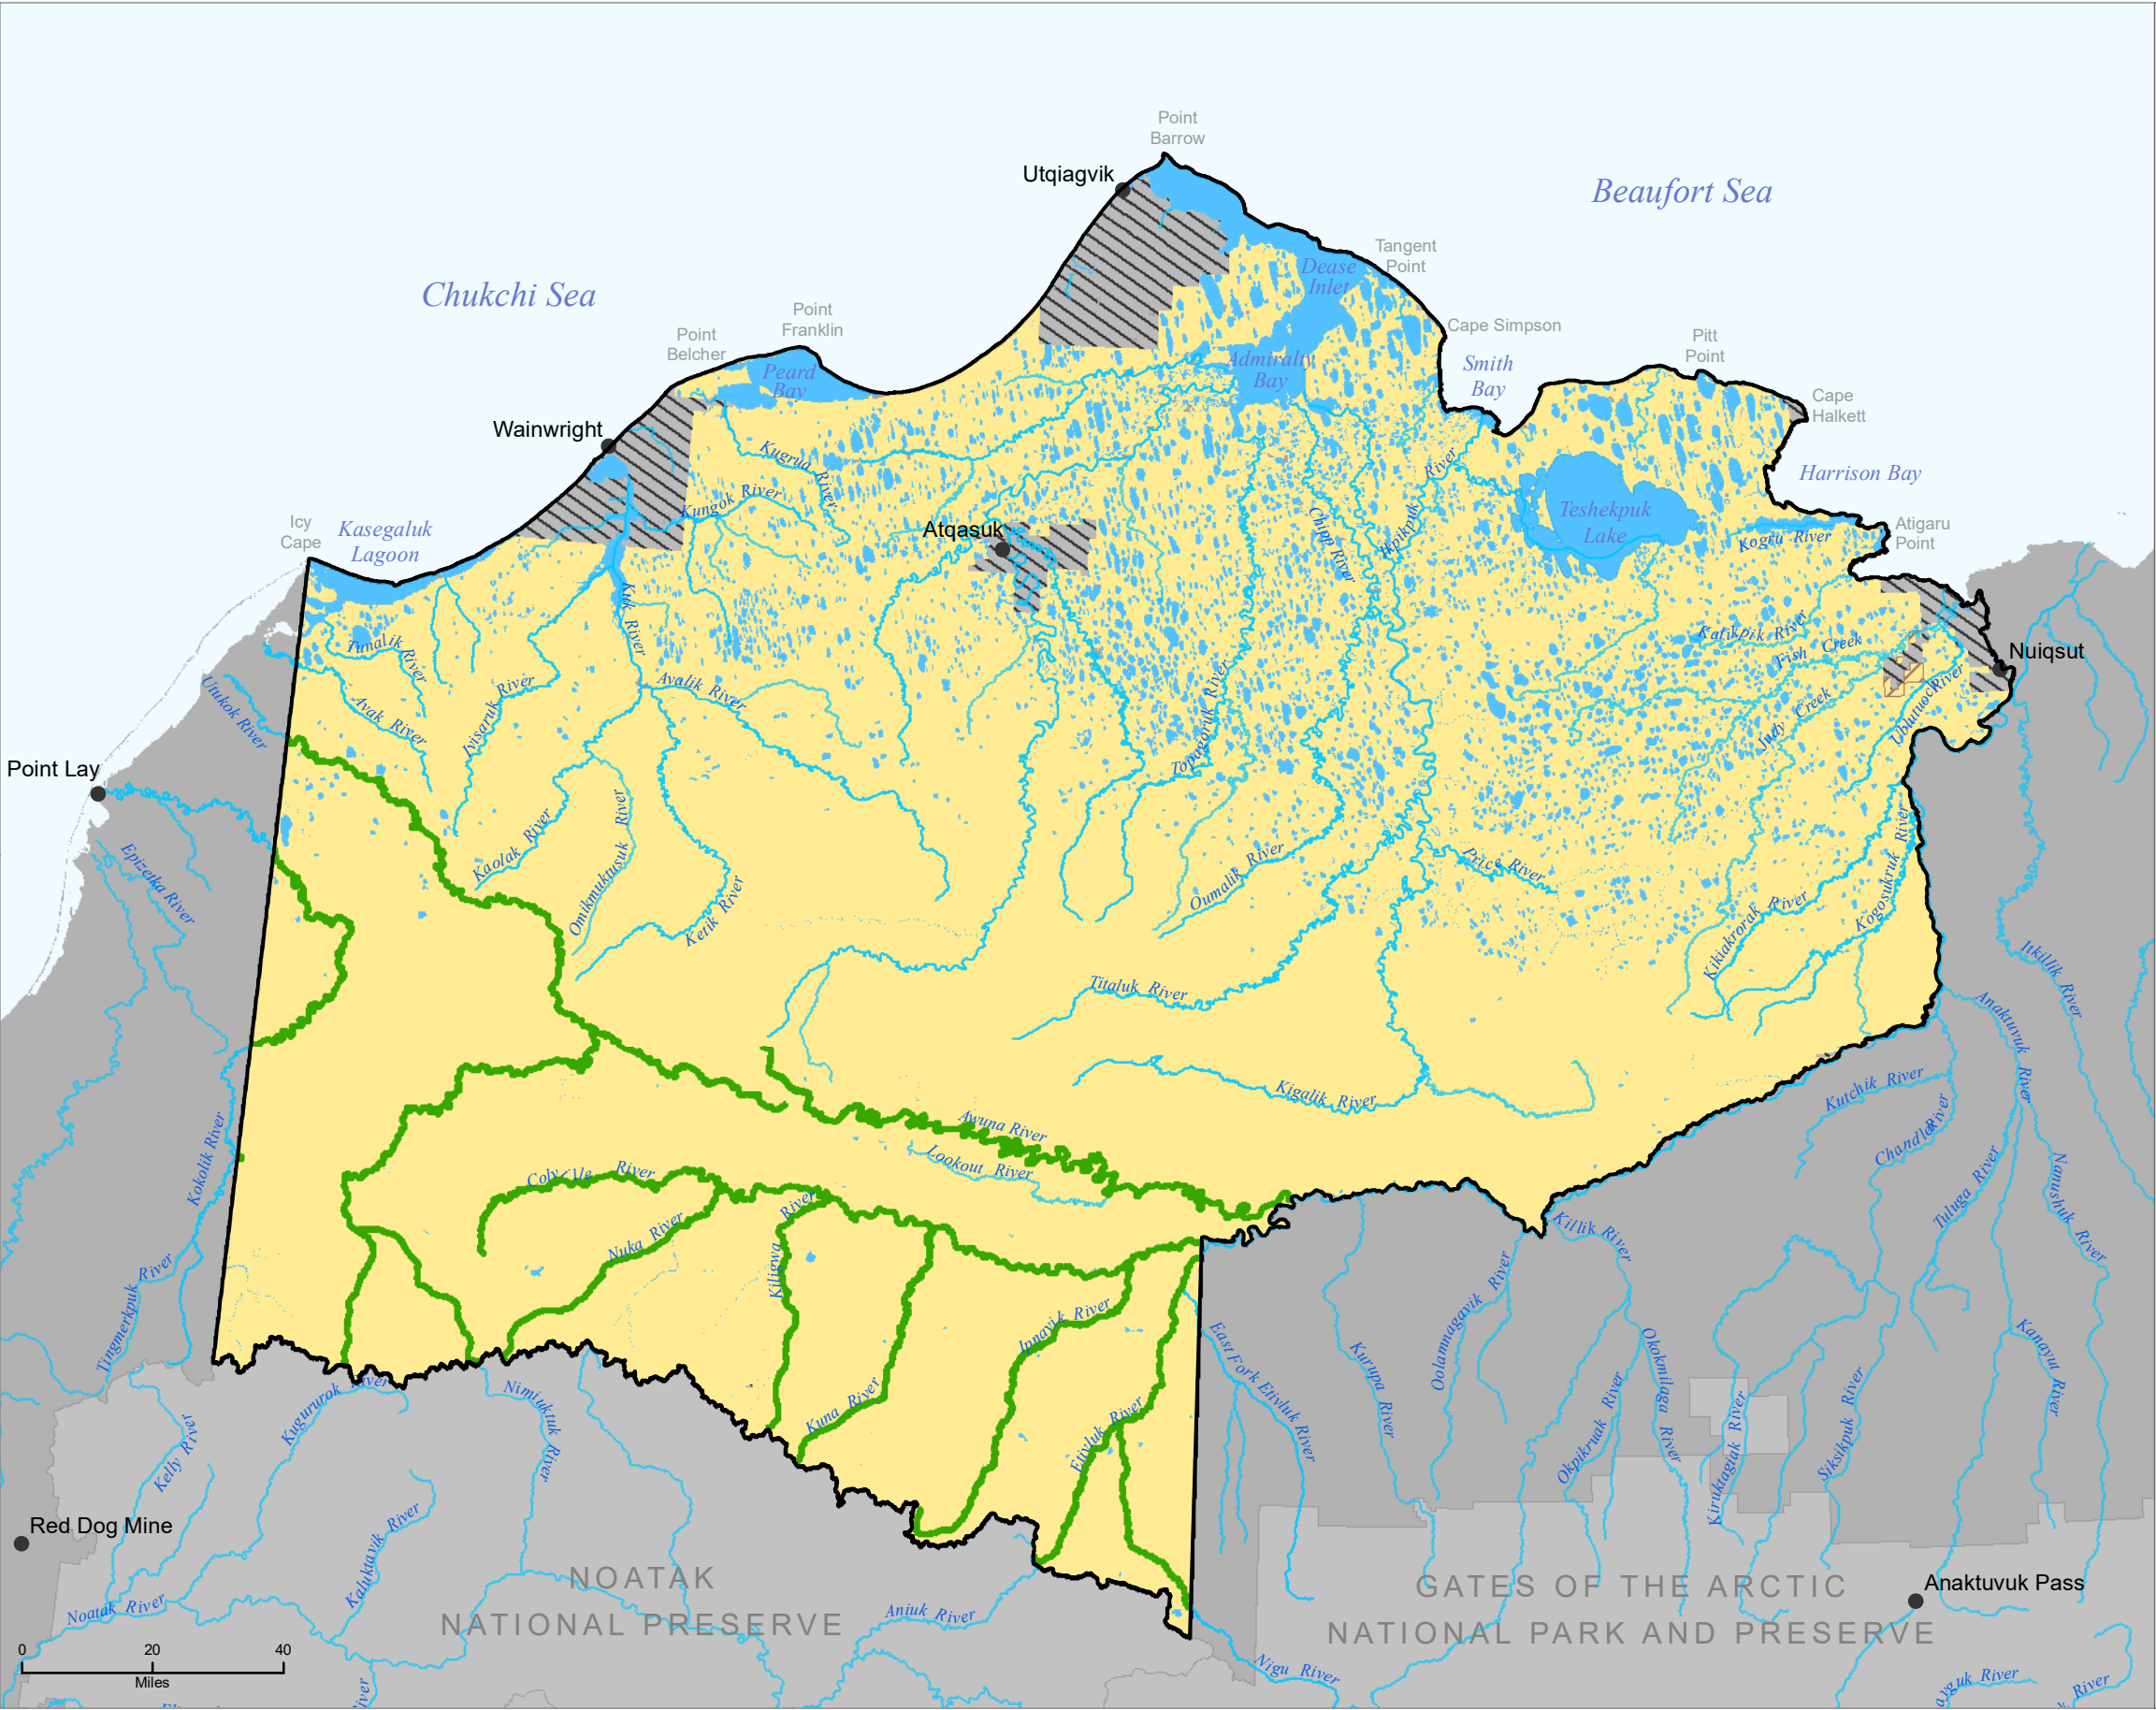 Point
Barrow
Utqiagvik
Beaufort Sea
Tangent
Point
Dease
Inlet
Chukchi Sea
Point
Franklin
Point
Belcher
Cape Simpson
Pitt
Point
Smith
Bay
Admiralty
Bay
Peard
Bay
Cape
Halkett
Wainwright
Kugrua River
Harrison Bay
Kungok River
Icy
Cape
Kasegaluk
Lagoon
Atqasuk
Chipp River
Ikpikpuk River
Teshekpuk
Lake
Kogru River
Atigaru
Point
Kuk River
Tunalik River
Kalikpik River
Fish Creek
Nuiqsut
Utukok River
Avak River
Ivisaruk River
Avalik River
Topagoruk River
Judy Creek
Ublutuoch River
Point Lay
Epizetka River
Kaolak River
Omikmuktusuk River
Ketik River
Oumalik River
Price River
Kikiakrorak River
Kogosukruk River
Itkillik River
Titaluk River
Anaktuvuk River
Kigalik River
Kutchik River
Chandler River
Kokolik River
Awuna River
Lookout River
River
Nuka River
Kiligwa River
Killik River
Tuluga River
Nanushuk River
Tingmerkpuk River
Ipnavik River
East Fork Etivluk River
Kurupa River
Oolamnagavik River
Okokmilaga River
Kanayut River
Kugururok River
Nimiuktuk River
Kuna River
Etivluk River
Okpikruak River
Kiruktagiak River
Siksikpuk River
Kelly River
Kaluktavik River
Red Dog Mine
NOATAK
NATIONAL PRESERVE
GATES OF THE ARCTIC
NATIONAL PARK AND PRESERVE
Anaktuvuk Pass
Noatak River
Aniuk River
Nigu River
0 20 40
Miles
River
River
River